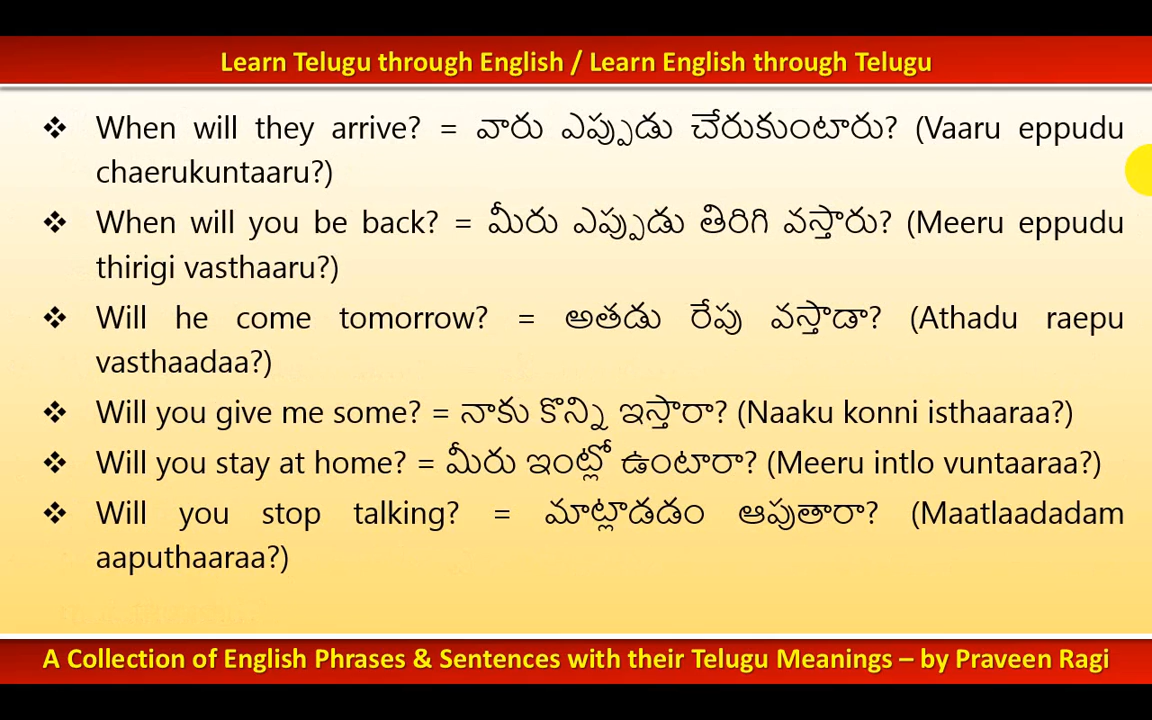 Learn Telugu through English / Learn English through Telugu
❖ When will they arrive? = వారు ఎప్పుడు చేరుకుంటారు? (Vaaru eppudu
chaerukuntaaru?)
❖ When will you be back? = మీరు ఎప్పుడు తిరిగి వస్తారు? (Meeru eppudu
thirigi vasthaaru?)
❖ Will he come tomorrow? = అతడు రేపు వస్తాడా? (Athadu raepu
vasthaadaa?)
❖ Will you give me some? = నాకు కొన్ని ఇస్తారా? (Naaku konni isthaaraa?)
❖ Will you stay at home? = మీరు ఇంట్లో ఉంటారా? (Meeru intlo vuntaaraa?)
❖ Will you stop talking? = మాట్లాడడం ఆపుతారా? (Maatlaadadam
aaputhaaraa?)
A Collection of English Phrases & Sentences with their Telugu Meanings – by Praveen Ragi